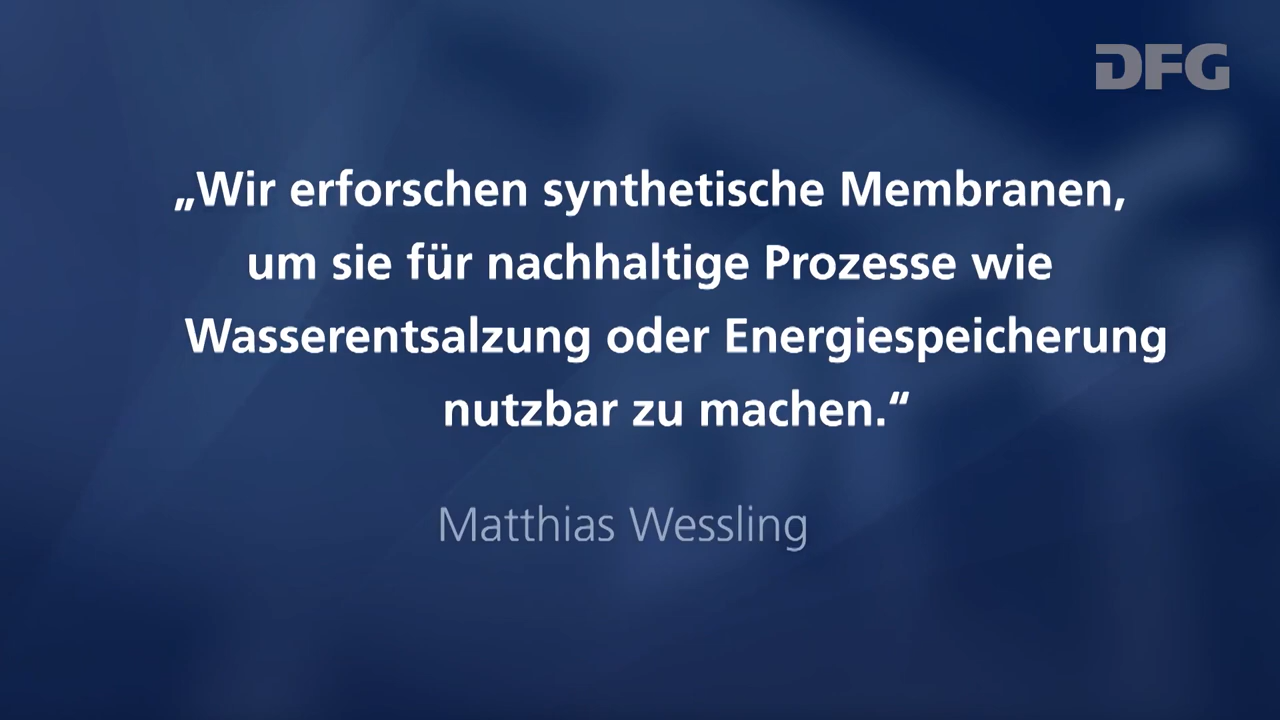 DFG
„Wir erforschen synthetische Membranen,
um sie für nachhaltige Prozesse wie
Wasserentsalzung oder Energiespeicherung
nutzbar zu machen.“
Matthias Wessling